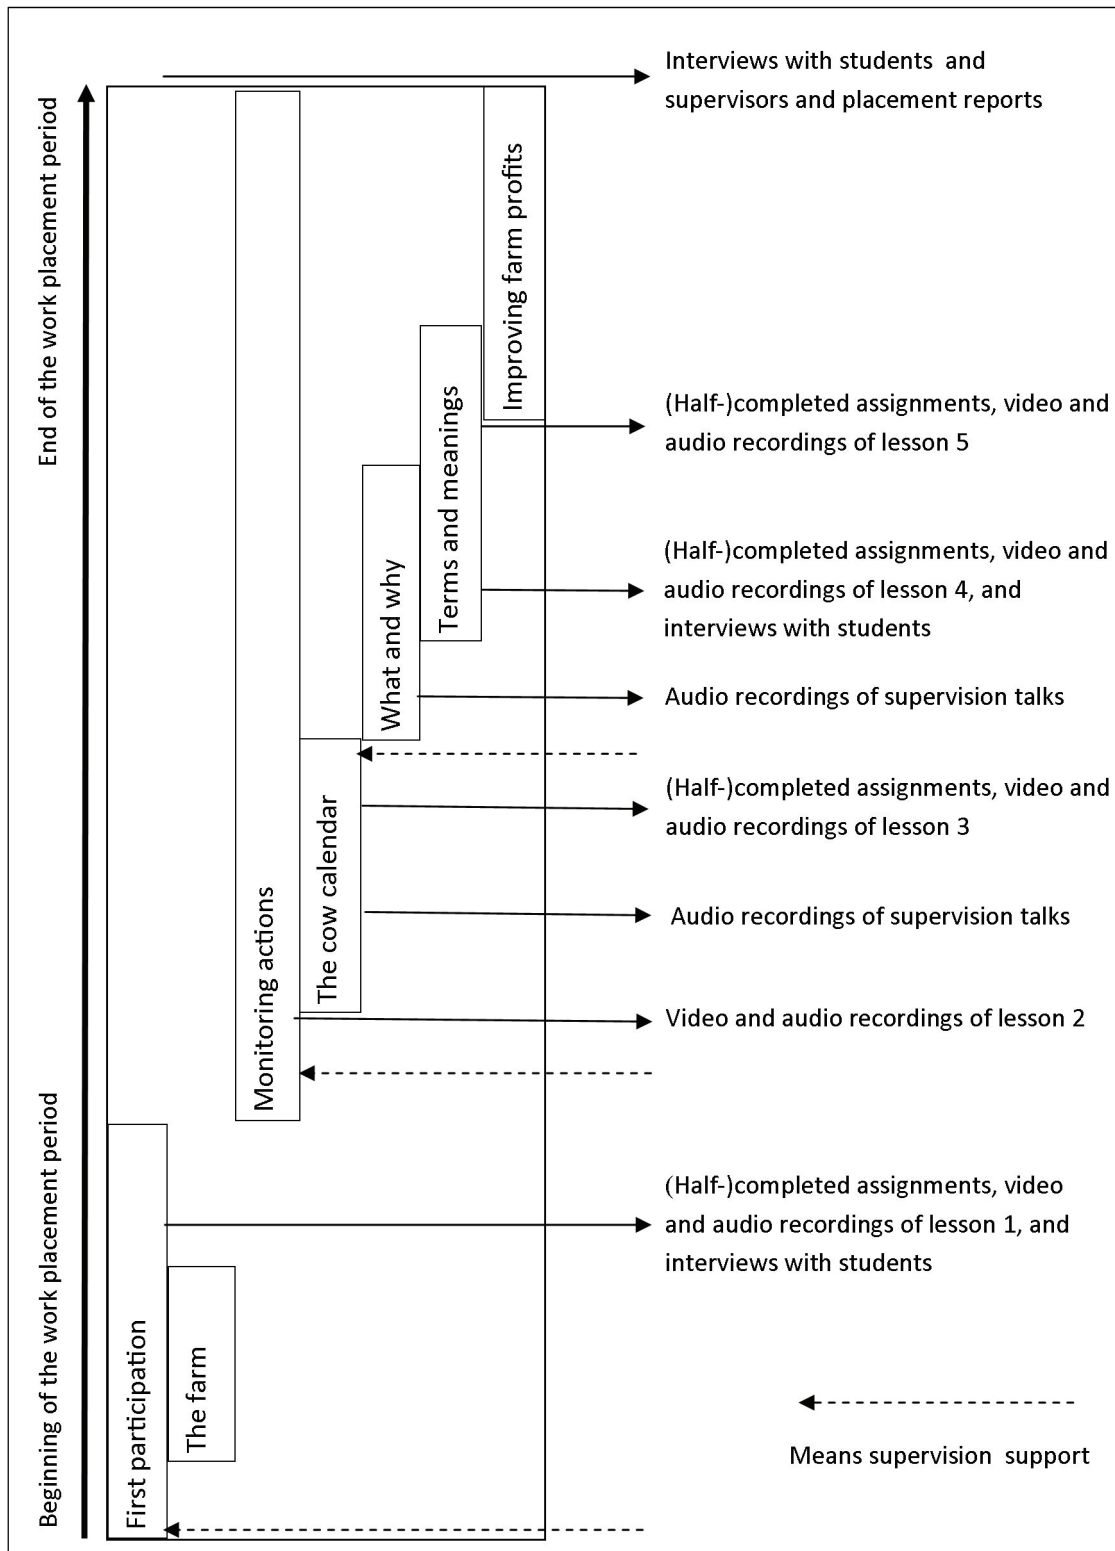 Interviews with students and
supervisors and placement reports
End of the work placement period
Improving farm profits
(Half-)completed assignments, video and
audio recordings of lesson 5
Terms and meanings
(Half-)completed assignments, video and
audio recordings of lesson 4, and
interviews with students
What and why
Audio recordings of supervision talks
(Half-)completed assignments, video and
audio recordings of lesson 3
The cow calendar
Audio recordings of supervision talks
Monitoring actions
Video and audio recordings of lesson 2
Beginning of the work placement period
(Half-)completed assignments, video
and audio recordings of lesson 1, and
interviews with students
First participation
The farm
Means supervision support